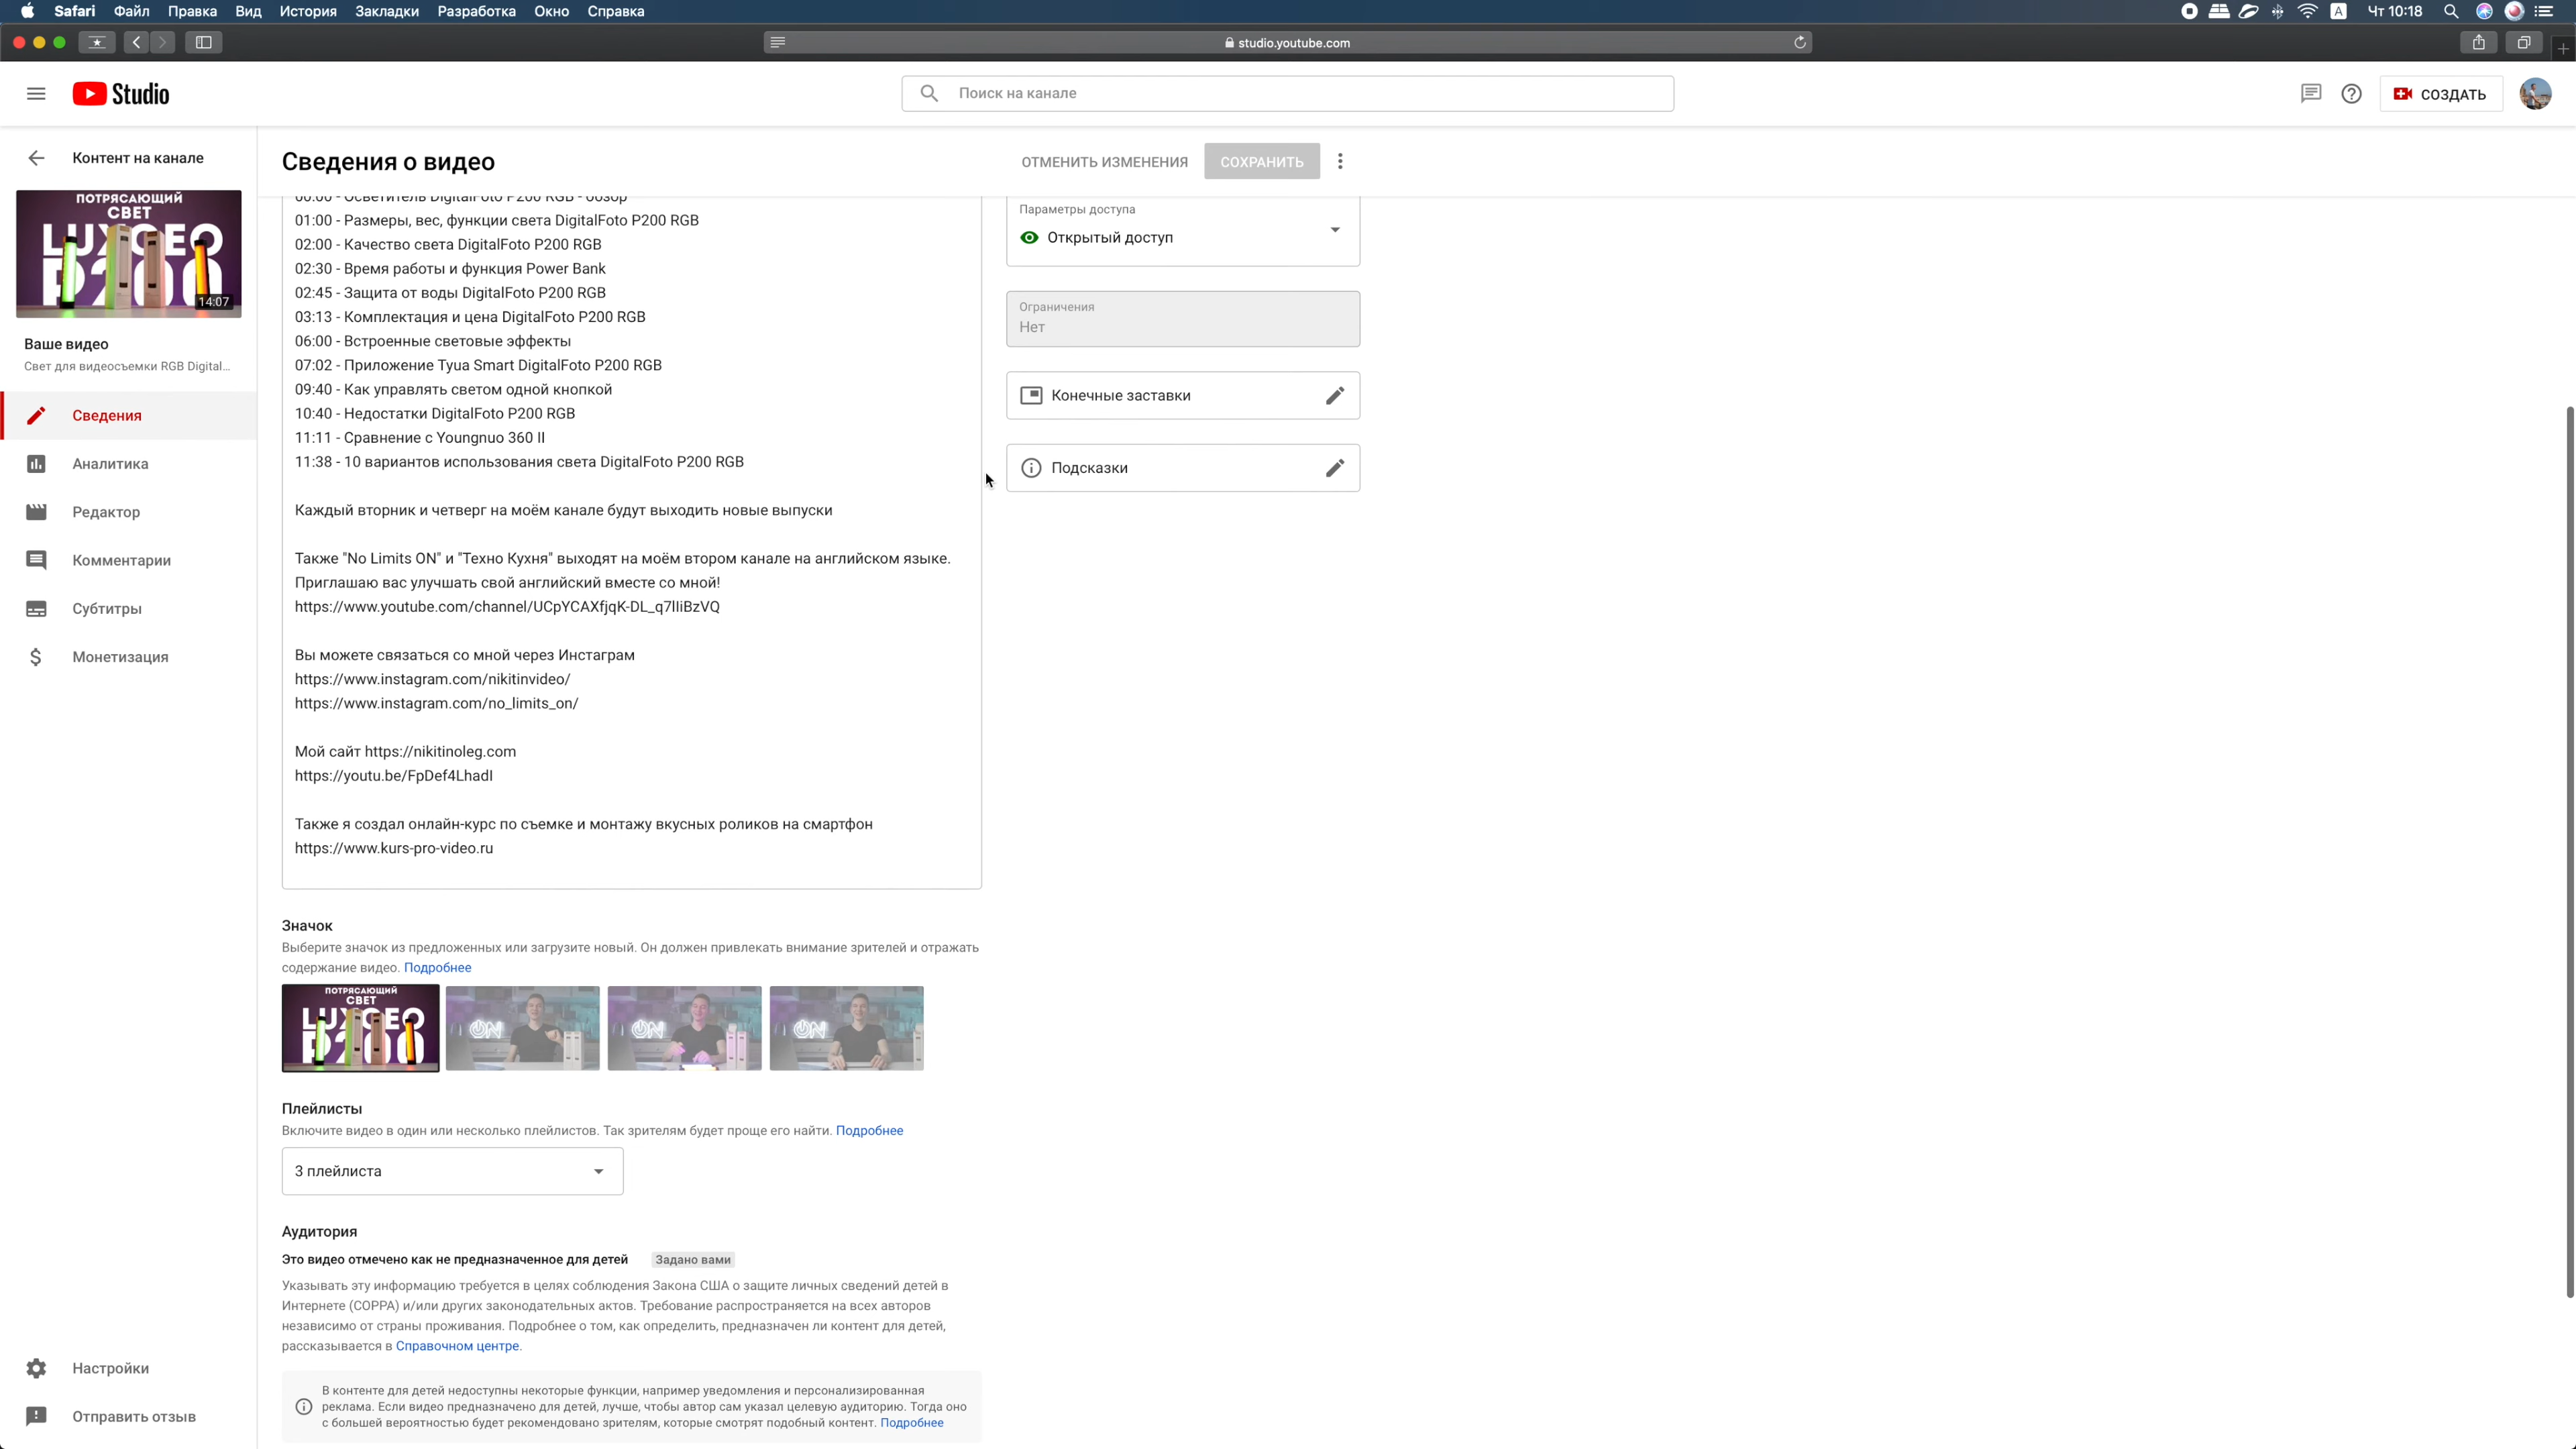 Safari Файл Правка Вид История Закладки Разработка Окно Справка
A Чт 10:18
studio.youtube.com
Studio
Поиск на канале
СОЗДАТЬ
Контент на канале
ПОТРЯСАЮЩИЙ
СВЕТ
LUXCEO
P200
14:07
Ваше видео
Свет для видеосъемки RGB Digital...
Сведения
Аналитика
Редактор
Комментарии
Субтитры
Монетизация
Настройки
Отправить отзыв
Сведения о видео
ОТМЕНИТЬ ИЗМЕНЕНИЯ
СОХРАНИТЬ
00:00 - Осветитель DigitalFoto P200 RGB - обзор
01:00 - Размеры, вес, функции света DigitalFoto P200 RGB
02:00 - Качество света DigitalFoto P200 RGB
02:30 - Время работы и функция Power Bank
02:45 - Защита от воды DigitalFoto P200 RGB
03:13 - Комплектация и цена DigitalFoto P200 RGB
06:00 - Встроенные световые эффекты
07:02 - Приложение Tyua Smart DigitalFoto P200 RGB
09:40 - Как управлять светом одной кнопкой
10:40 - Недостатки DigitalFoto P200 RGB
11:11 - Сравнение с Youngnuo 360 II
11:38 - 10 вариантов использования света DigitalFoto P200 RGB
Каждый вторник и четверг на моём канале будут выходить новые выпуски
Также "No Limits ON" и "Техно Кухня" выходят на моём втором канале на английском языке.
Приглашаю вас улучшать свой английский вместе со мной!
https://www.youtube.com/channel/UCpYCAXfjqK-DL_q7lIiBzVQ
Вы можете связаться со мной через Инстаграм
https://www.instagram.com/nikitinvideo/
https://www.instagram.com/no_limits_on/
Мой сайт https://nikitinoleg.com
https://youtu.be/FpDef4LhadI
Также я создал онлайн-курс по съемке и монтажу вкусных роликов на смартфон
https://www.kurs-pro-video.ru
Параметры доступа
Открытый доступ
Ограничения
Нет
Конечные заставки
Подсказки
Значок
Выберите значок из предложенных или загрузите новый. Он должен привлекать внимание зрителей и отражать
содержание видео. Подробнее
ПОТРЯСАЮЩИЙ
СВЕТ
LUXCEO
P200
ON
ON
ON
Плейлисты
Включите видео в один или несколько плейлистов. Так зрителям будет проще его найти. Подробнее
3 плейлиста
Аудитория
Это видео отмечено как не предназначенное для детей Задано вами
Указывать эту информацию требуется в целях соблюдения Закона США о защите личных сведений детей в
Интернете (COPPA) и/или других законодательных актов. Требование распространяется на всех авторов
независимо от страны проживания. Подробнее о том, как определить, предназначен ли контент для детей,
рассказывается в Справочном центре.
В контенте для детей недоступны некоторые функции, например уведомления и персонализированная
реклама. Если видео предназначено для детей, лучше, чтобы автор сам указал целевую аудиторию. Тогда оно
с большей вероятностью будет рекомендовано зрителям, которые смотрят подобный контент. Подробнее